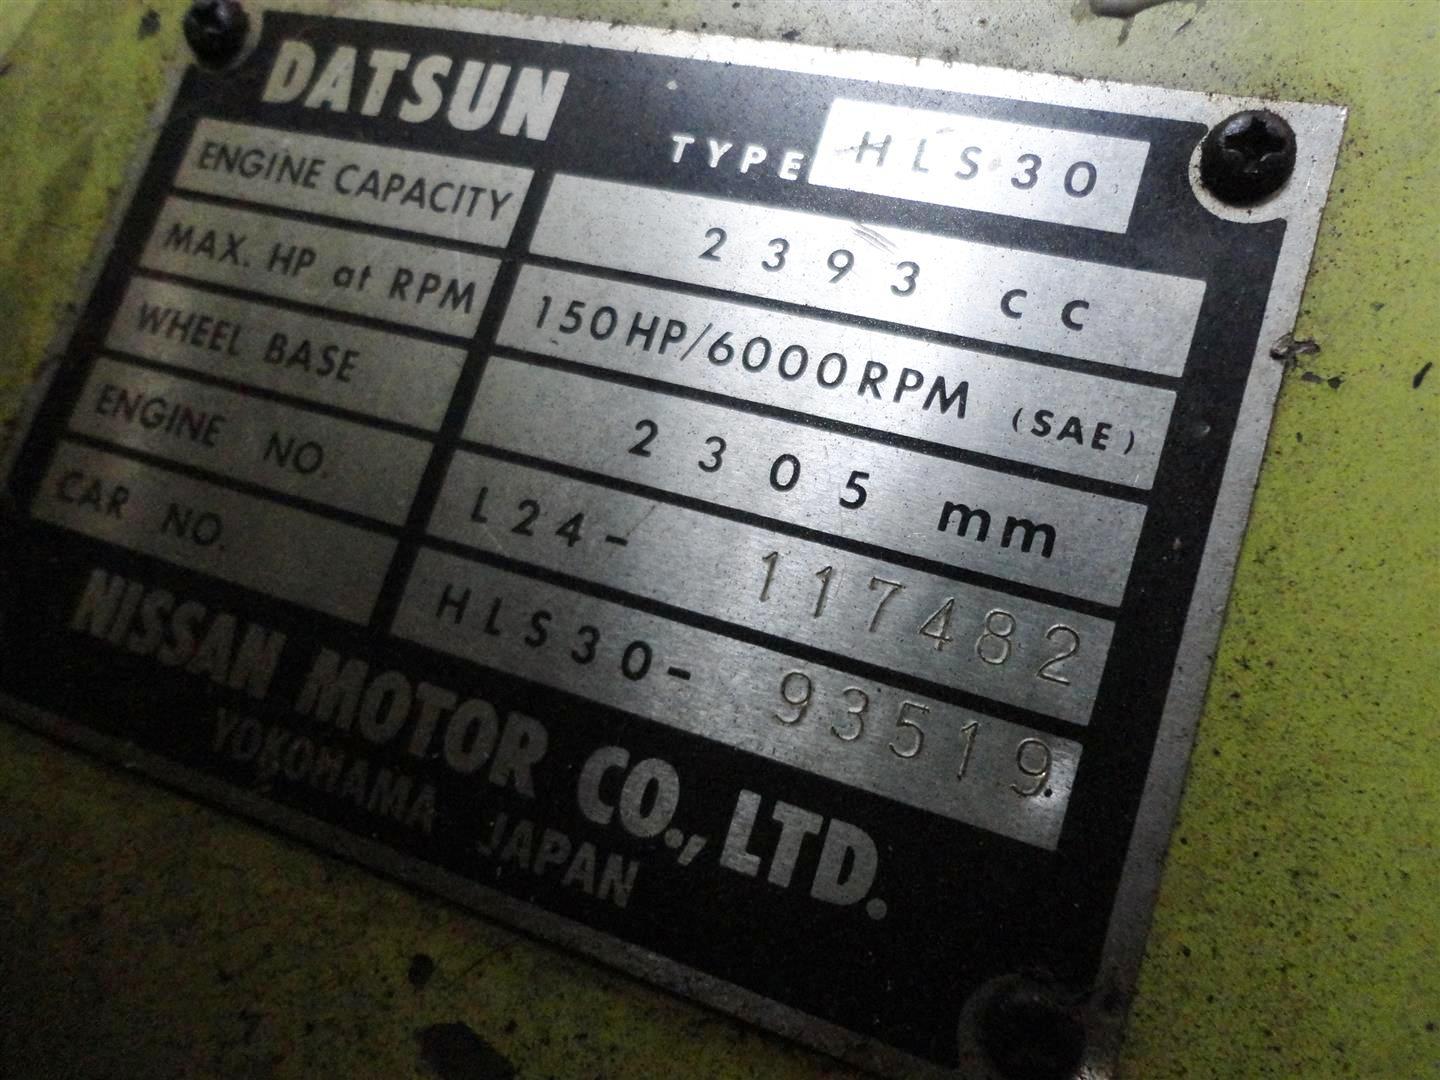 DATSUN
TYPE HLS30
ENGINE CAPACITY 2393 cc
MAX. HP at RPM 150HP/6000RPM (SAE)
WHEEL BASE 2305 mm
ENGINE NO. L24- 117482
CAR NO. HLS30- 93519
NISSAN MOTOR CO., LTD.
YOKOHAMA JAPAN